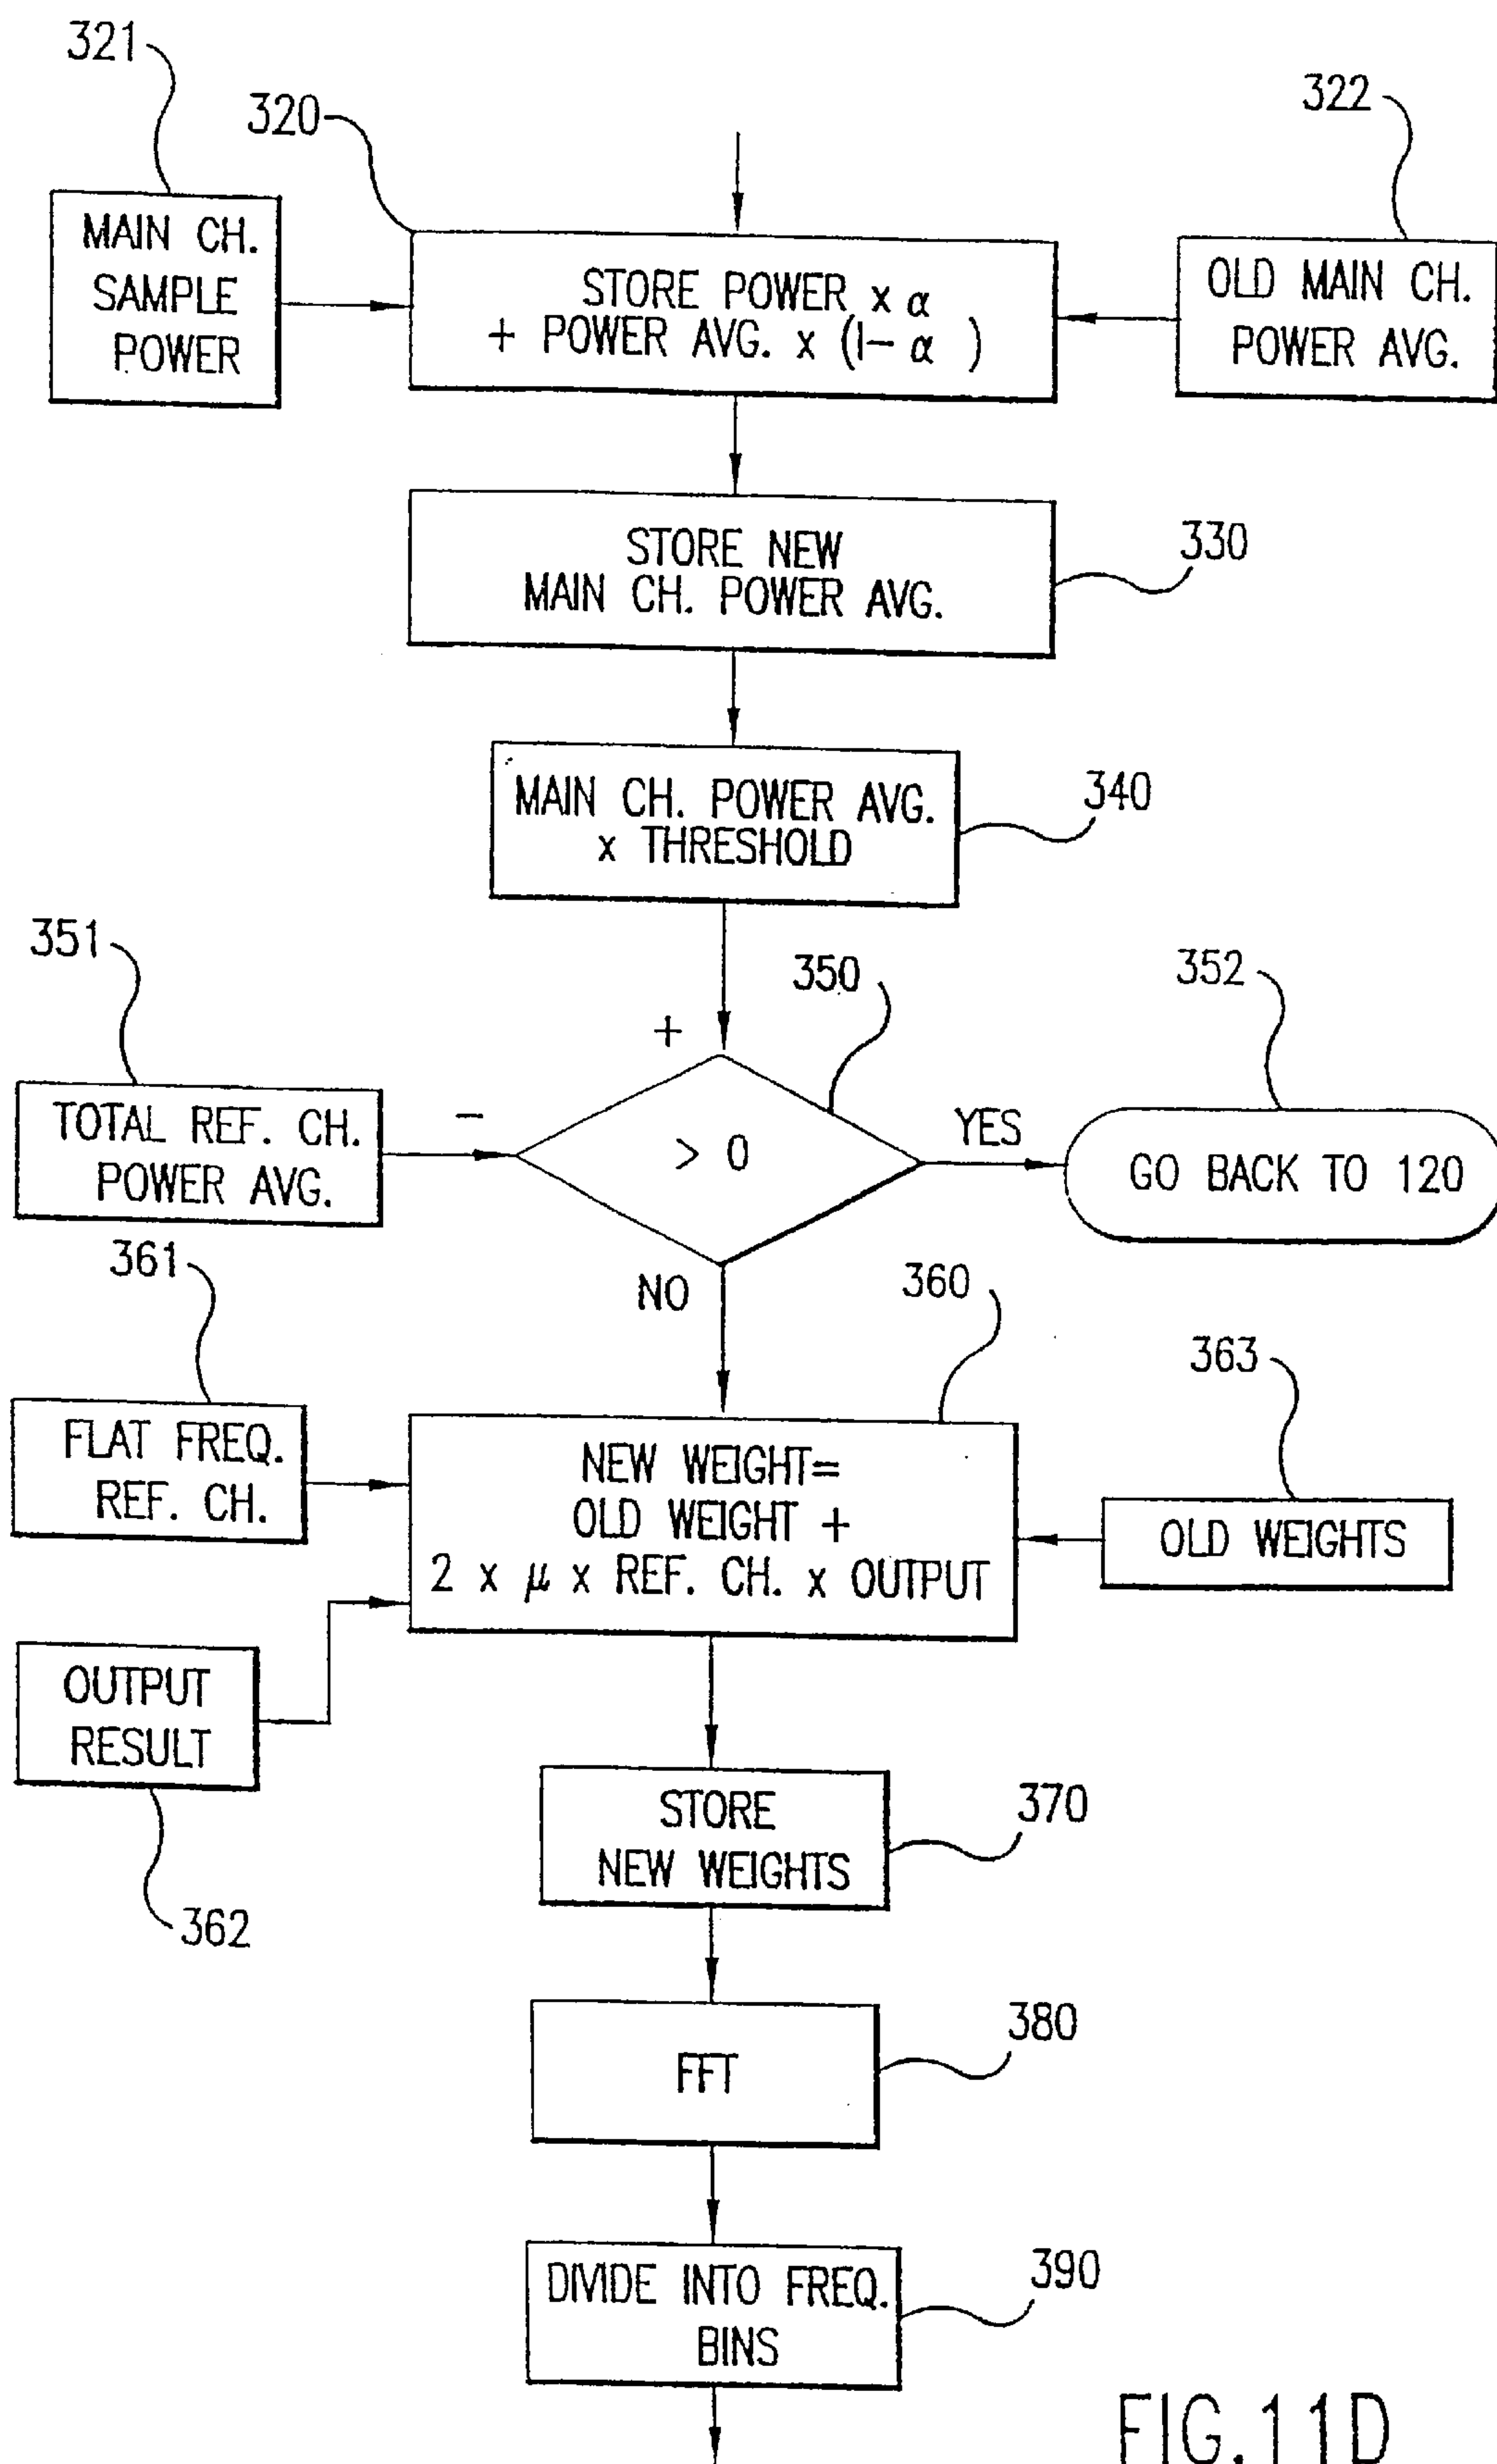 321
320
322
MAIN CH.
SAMPLE
POWER
STORE POWER x α
+ POWER AVG. x (1- α )
OLD MAIN CH.
POWER AVG.
STORE NEW
MAIN CH. POWER AVG.
330
MAIN CH. POWER AVG.
x THRESHOLD
340
351
350
352
+
TOTAL REF. CH.
POWER AVG.
-
> 0
YES
GO BACK TO 120
361
NO
360
363
FLAT FREQ.
REF. CH.
NEW WEIGHT=
OLD WEIGHT +
2 x μ x REF. CH. x OUTPUT
OLD WEIGHTS
OUTPUT
RESULT
362
STORE
NEW WEIGHTS
370
FFT
380
DIVIDE INTO FREQ.
BINS
390
FIG.11D